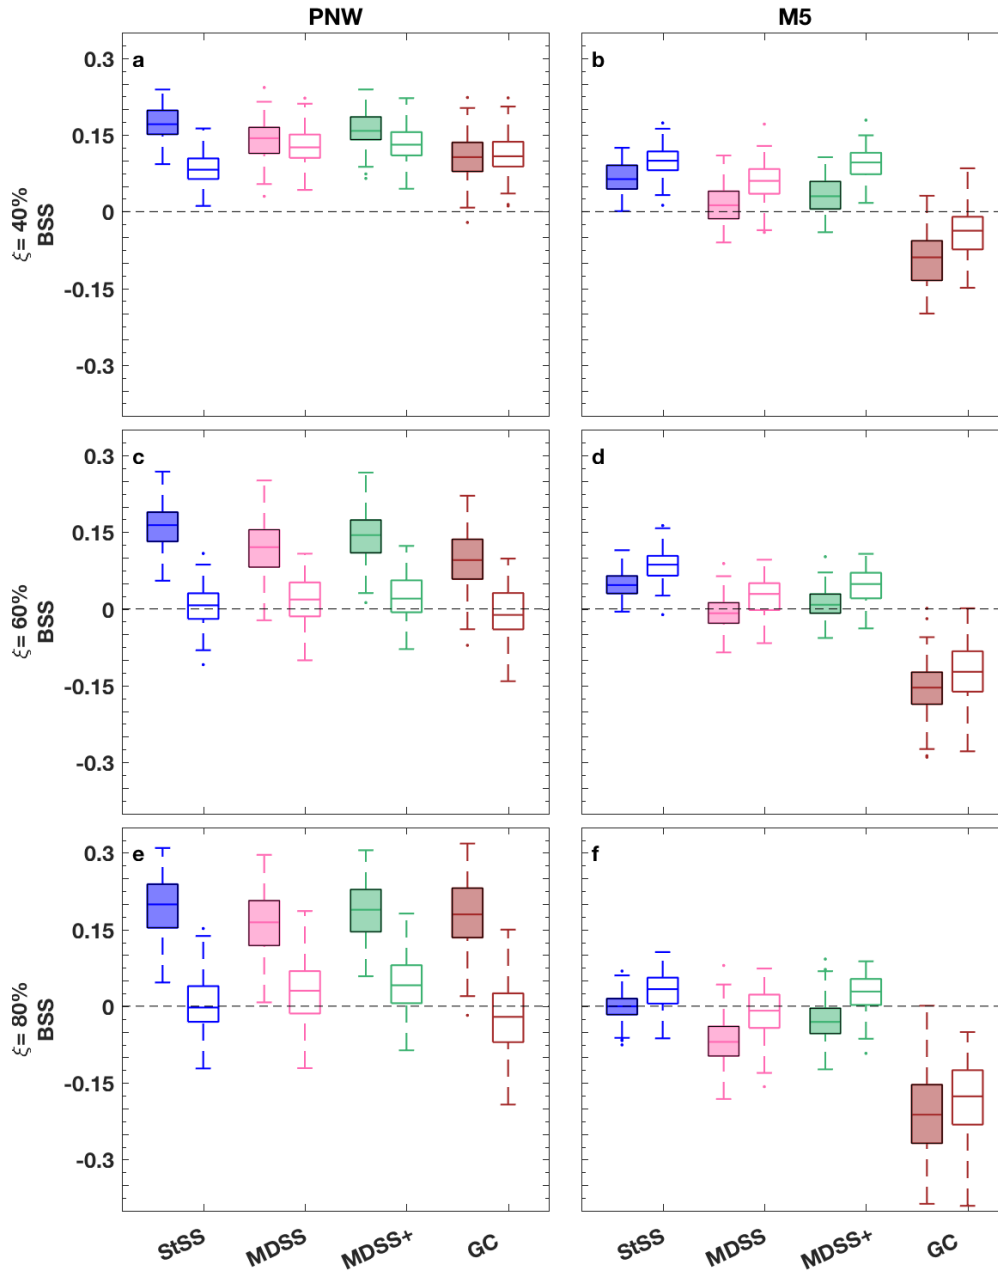 PNW
M5
a
b
0.3
0.15
0
-0.15
-0.3
ξ= 40%
BSS
c
d
0.3
0.15
0
-0.15
-0.3
ξ= 60%
BSS
e
f
0.3
0.15
0
-0.15
-0.3
ξ= 80%
BSS
StSS
MDSS
MDSS+
GC
StSS
MDSS
MDSS+
GC